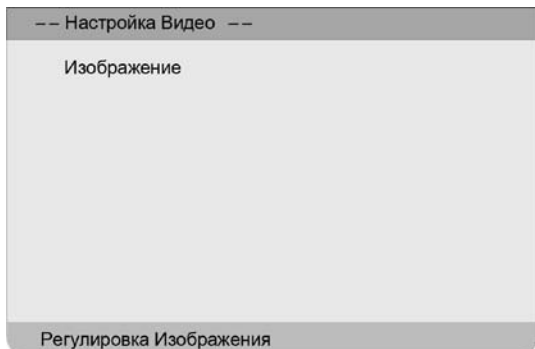 -- Настройка Видео --
Изображение
Регулировка Изображения